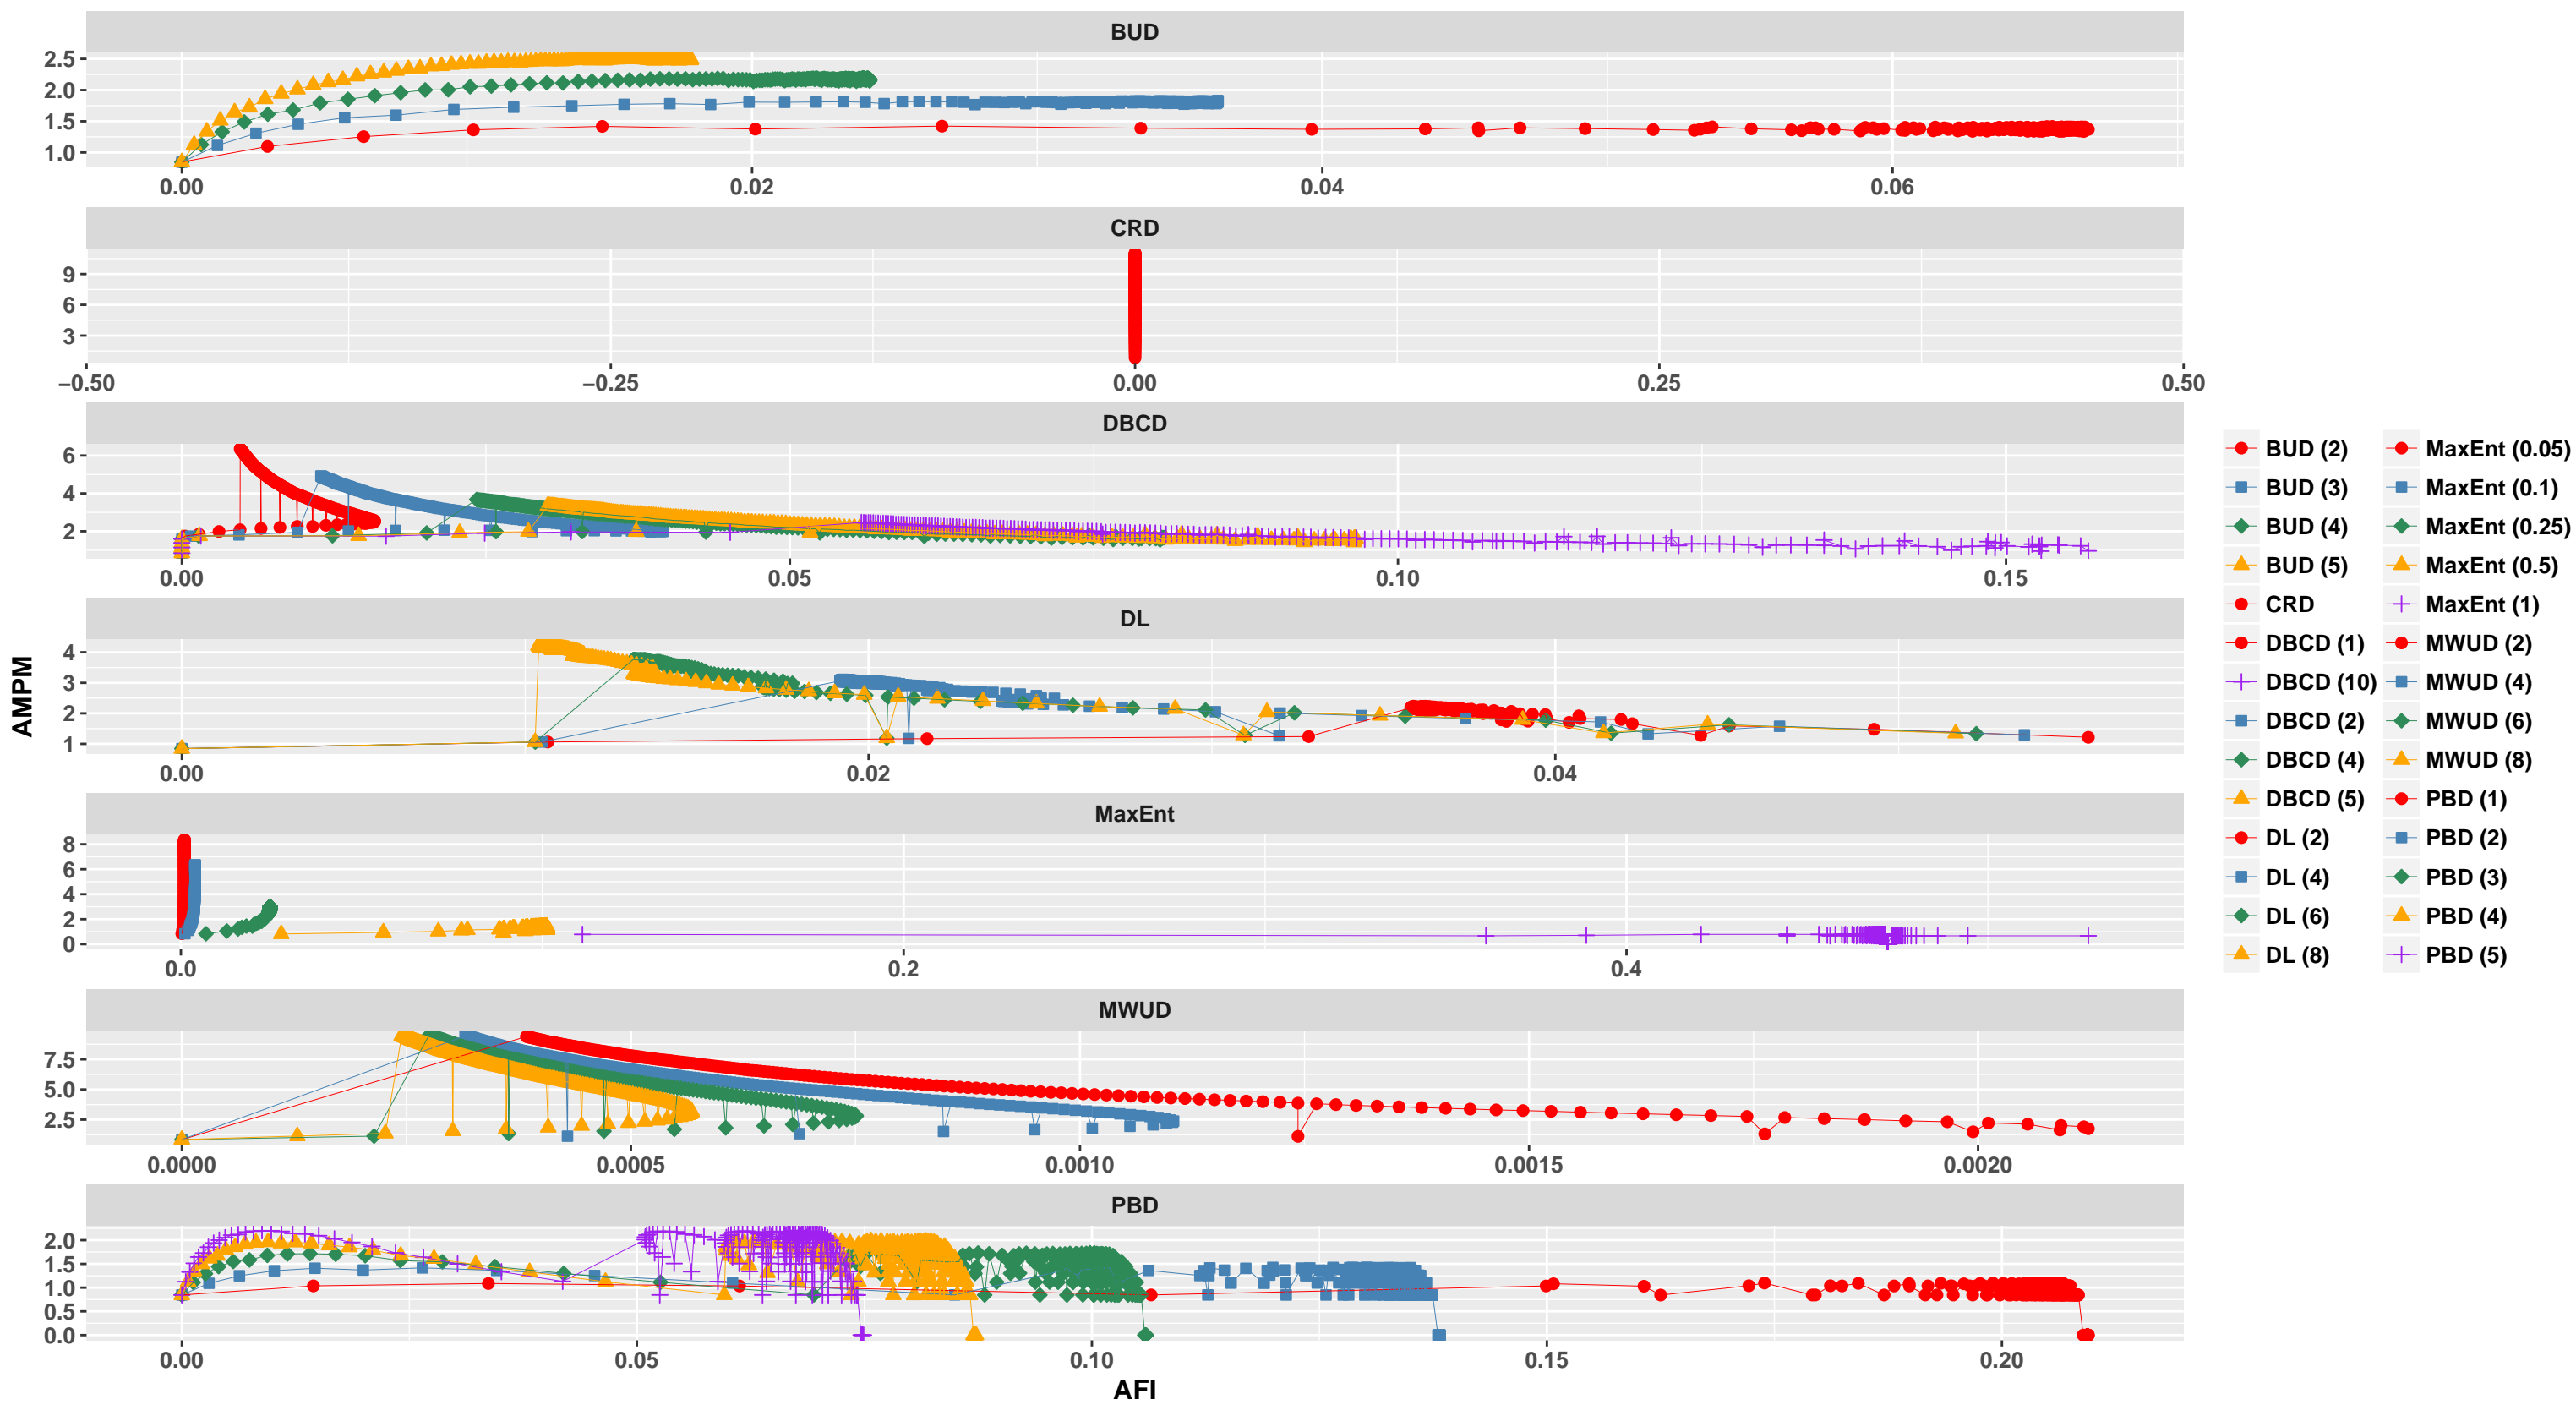 BUD
2.5
2.0
1.5
1.0
0.00 0.02 0.04 0.06
CRD
9
6
3
−0.50 −0.25 0.00 0.25 0.50
DBCD
6
4
2
0.00 0.05 0.10 0.15
DL
4
3
2
1
0.00 0.02 0.04
MaxEnt
8
6
4
2
0
0.0 0.2 0.4
MWUD
7.5
5.0
2.5
0.0000 0.0005 0.0010 0.0015 0.0020
PBD
2.0
1.5
1.0
0.5
0.0
0.00 0.05 0.10 0.15 0.20
AFI
AMPM
BUD (2) MaxEnt (0.05)
BUD (3) MaxEnt (0.1)
BUD (4) MaxEnt (0.25)
BUD (5) MaxEnt (0.5)
CRD MaxEnt (1)
DBCD (1) MWUD (2)
DBCD (10) MWUD (4)
DBCD (2) MWUD (6)
DBCD (4) MWUD (8)
DBCD (5) PBD (1)
DL (2) PBD (2)
DL (4) PBD (3)
DL (6) PBD (4)
DL (8) PBD (5)